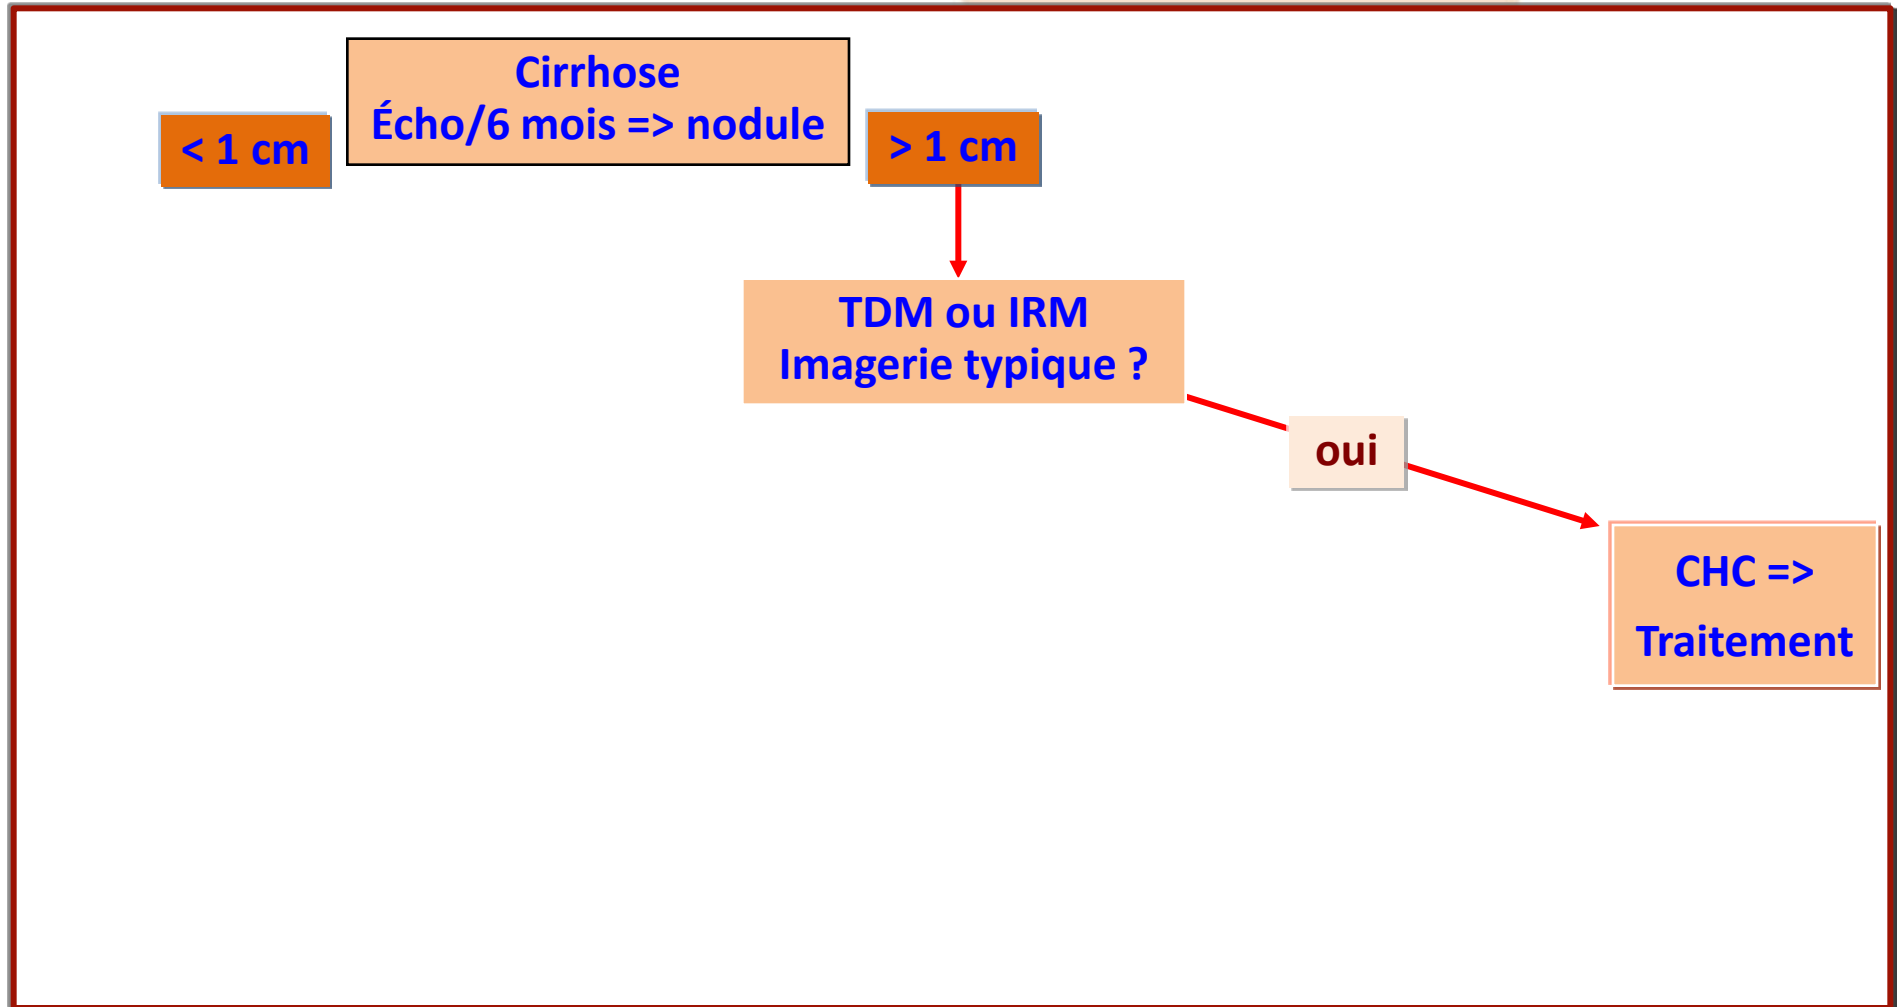 Cirrhose
Écho/6 mois => nodule
< 1 cm
> 1 cm
TDM ou IRM
Imagerie typique ?
oui
CHC =>
Traitement